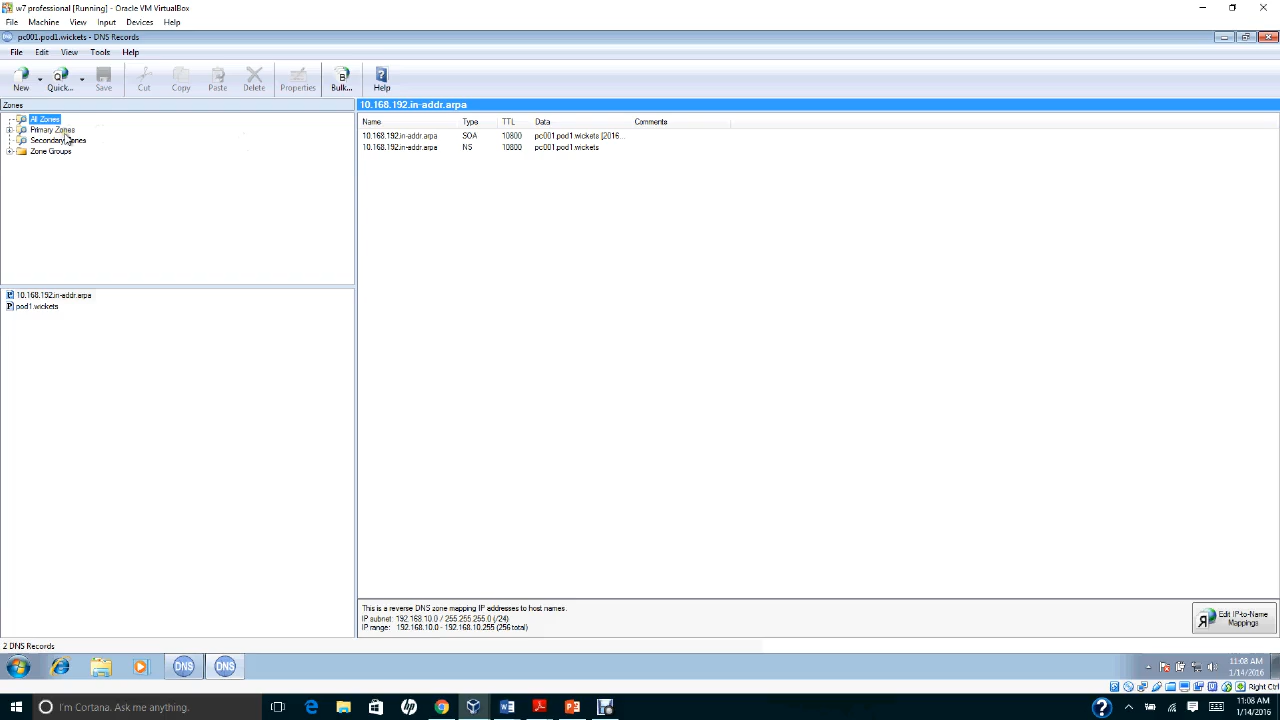 w7 professional [Running] - Oracle VM VirtualBox
File Machine View Input Devices Help
pc001.pod1.wickets - DNS Records
File Edit View Tools Help
New Quick... Save Cut Copy Paste Delete Properties Bulk... Help
Zones
All Zones
Primary Zones
Secondary Zones
Zone Groups
10.168.192.in-addr.arpa
pod1.wickets
10.168.192.in-addr.arpa
Name Type TTL Data Comments
10.168.192.in-addr.arpa SOA 10800 pc001.pod1.wickets [2016...
10.168.192.in-addr.arpa NS 10800 pc001.pod1.wickets
This is a reverse DNS zone mapping IP addresses to host names.
IP subnet: 192.168.10.0 / 255.255.255.0 (/24)
IP range: 192.168.10.0 - 192.168.10.255 (256 total)
Edit IP-to-Name
Mappings
2 DNS Records
DNS DNS
11:08 AM
1/14/2016
Right Ctrl
I'm Cortana. Ask me anything.
11:08 AM
1/14/2016